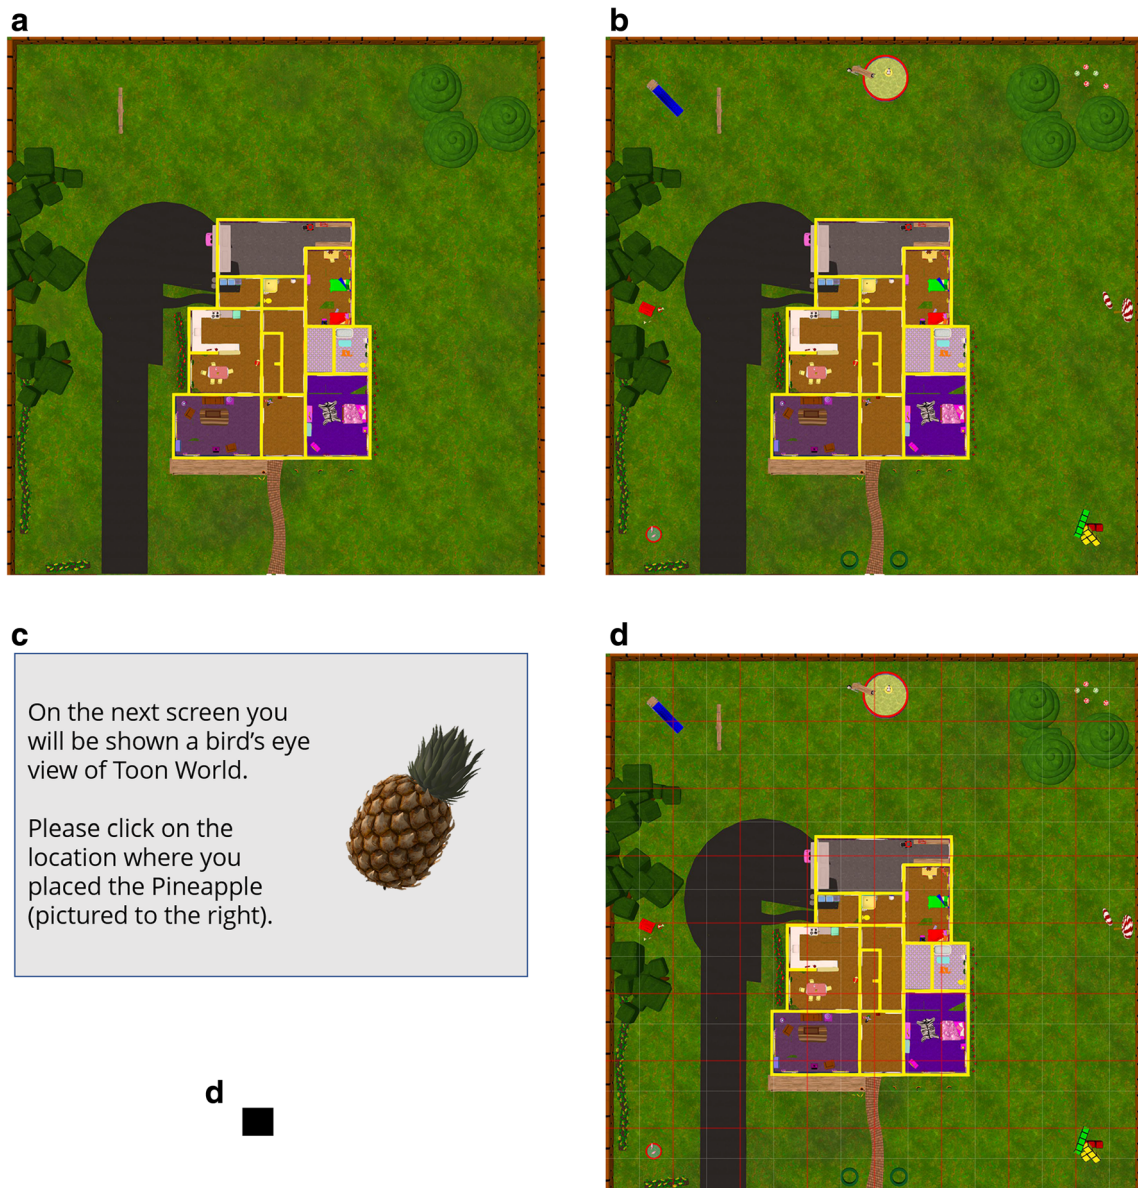 a
b
c
On the next screen you
will be shown a bird's eye
view of Toon World.
Please click on the
location where you
placed the Pineapple
(pictured to the right).
d
d